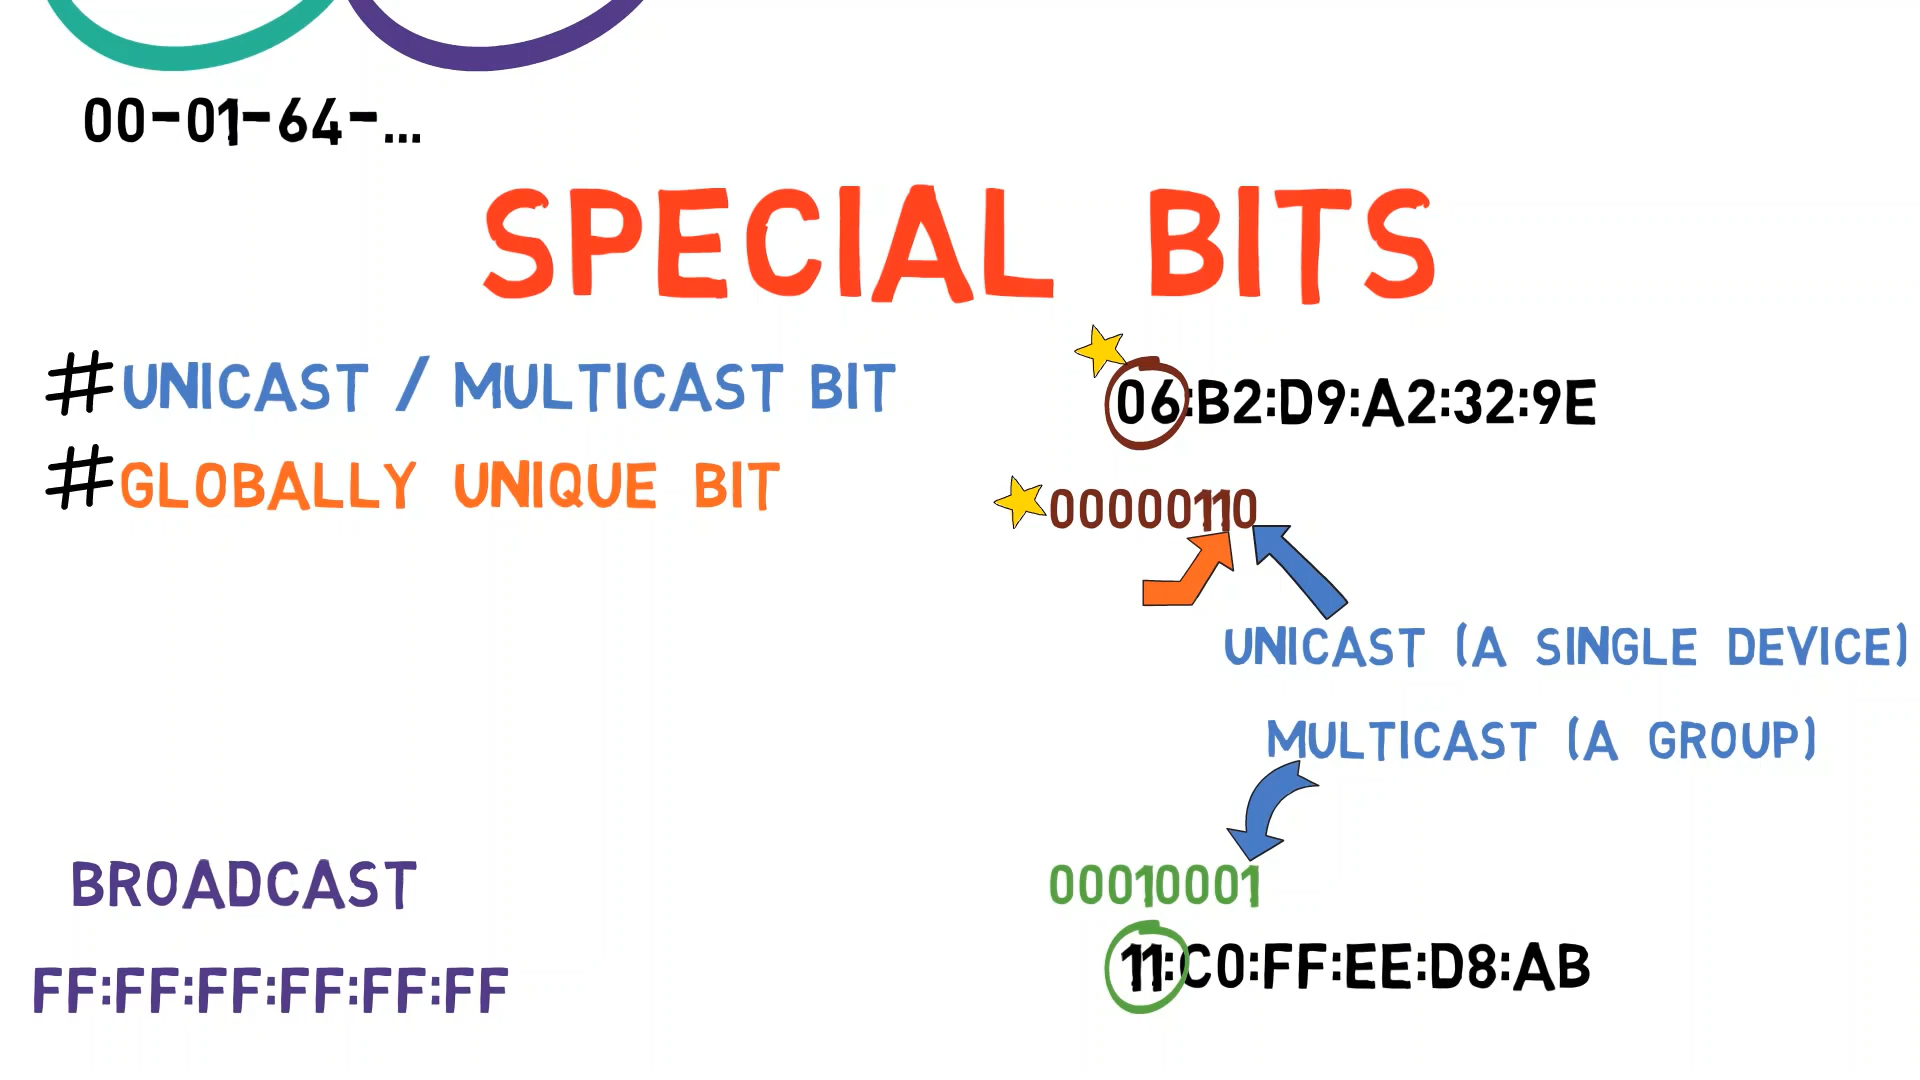 00-01-64-...
SPECIAL BITS
#UNICAST / MULTICAST BIT
06:B2:D9:A2:32:9E
#GLOBALLY UNIQUE BIT
00000110
UNICAST (A SINGLE DEVICE)
MULTICAST (A GROUP)
BROADCAST
00010001
FF:FF:FF:FF:FF:FF
11:C0:FF:EE:D8:AB